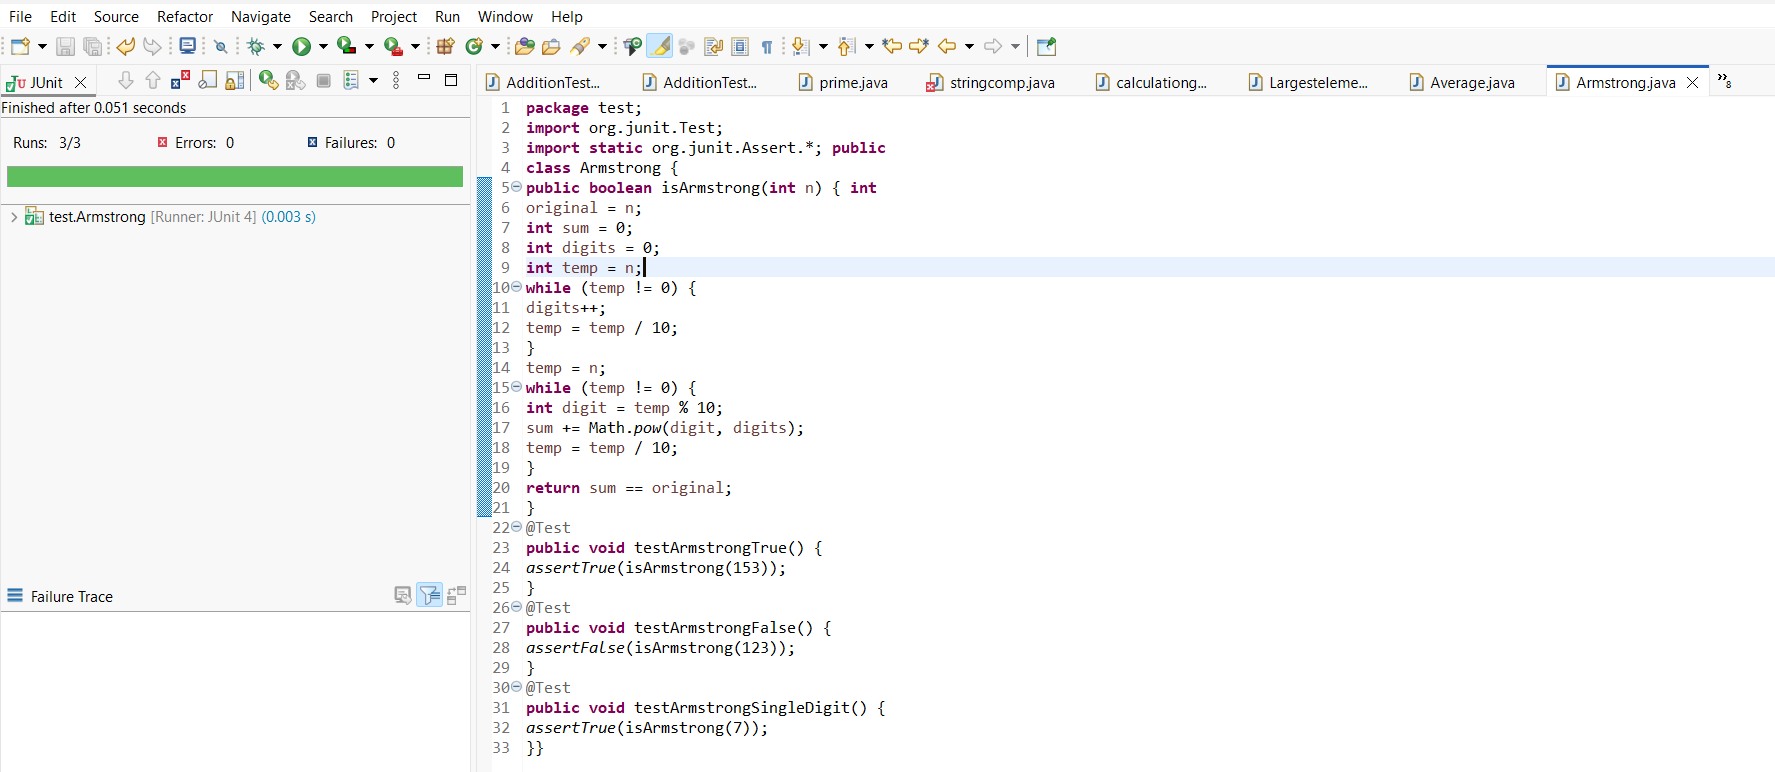 File Edit Source Refactor Navigate Search Project Run Window Help
JUnit
Finished after 0.051 seconds
Runs: 3/3 Errors: 0 Failures: 0
test.Armstrong [Runner: JUnit 4] (0.003 s)
Failure Trace
AdditionTest... AdditionTest... prime.java stringcomp.java calculationg... Largesteleme... Average.java Armstrong.java 8
1 package test;
2 import org.junit.Test;
3 import static org.junit.Assert.*; public
4 class Armstrong {
5 public boolean isArmstrong(int n) { int
6 original = n;
7 int sum = 0;
8 int digits = 0;
9 int temp = n;
10 while (temp != 0) {
11 digits++;
12 temp = temp / 10;
13 }
14 temp = n;
15 while (temp != 0) {
16 int digit = temp % 10;
17 sum += Math.pow(digit, digits);
18 temp = temp / 10;
19 }
20 return sum == original;
21 }
22 @Test
23 public void testArmstrongTrue() {
24 assertTrue(isArmstrong(153));
25 }
26 @Test
27 public void testArmstrongFalse() {
28 assertFalse(isArmstrong(123));
29 }
30 @Test
31 public void testArmstrongSingleDigit() {
32 assertTrue(isArmstrong(7));
33 }}